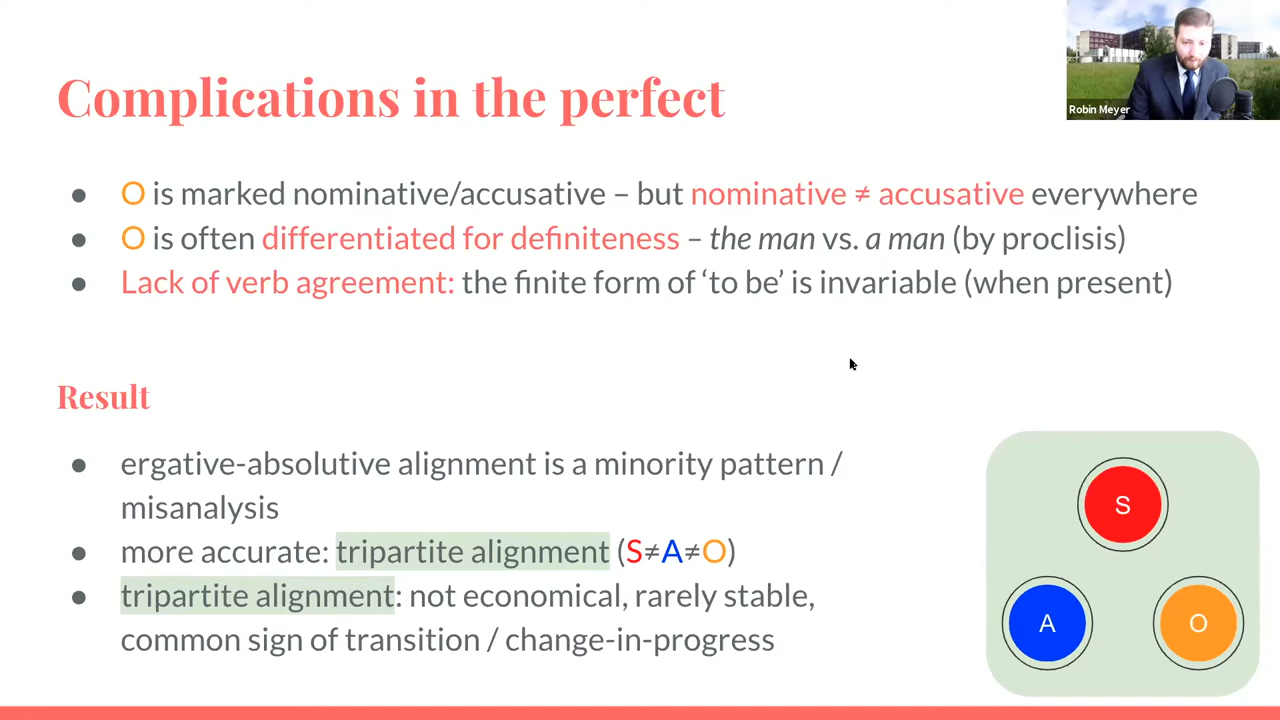 Robin Meyer
Complications in the perfect
● O is marked nominative/accusative – but nominative ≠ accusative everywhere
● O is often differentiated for definiteness – the man vs. a man (by proclisis)
● Lack of verb agreement: the finite form of ‘to be’ is invariable (when present)
Result
● ergative-absolutive alignment is a minority pattern /
misanalysis
● more accurate: tripartite alignment (S≠A≠O)
● tripartite alignment: not economical, rarely stable,
common sign of transition / change-in-progress
S
A
O